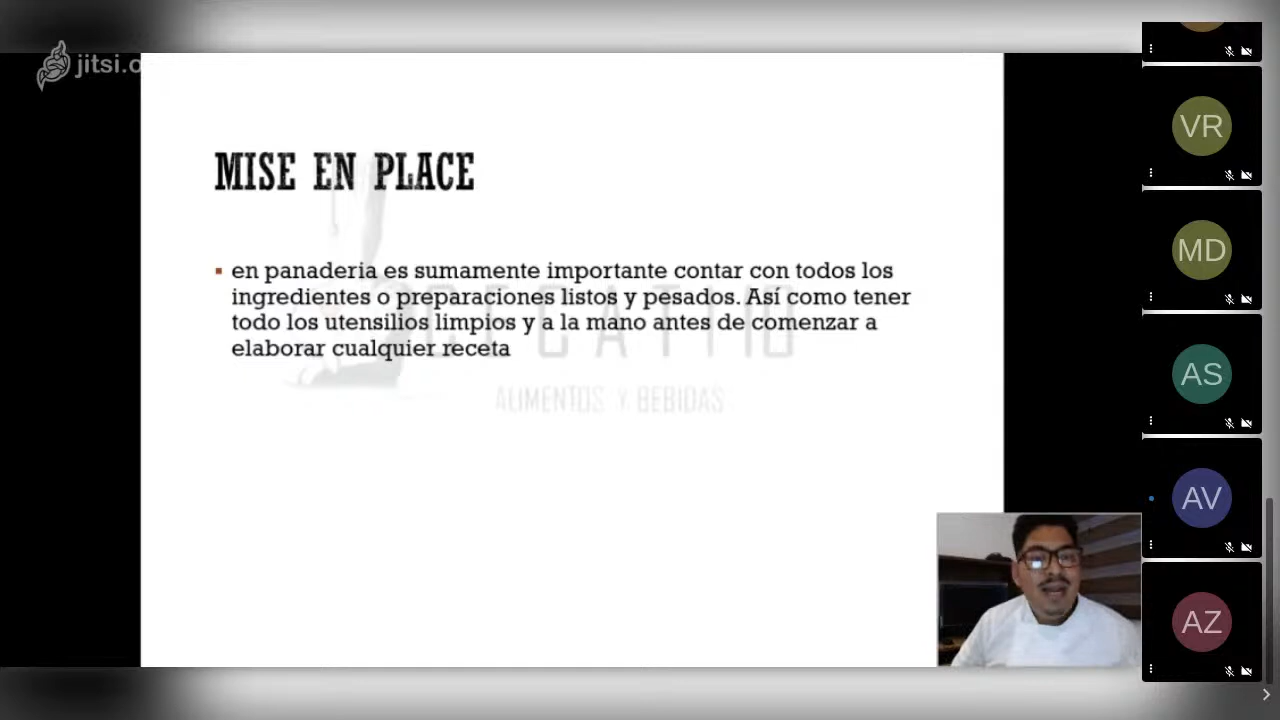 jitsi.o
MISE EN PLACE
en panaderia es sumamente importante contar con todos los
ingredientes o preparaciones listos y pesados. Así como tener
todo los utensilios limpios y a la mano antes de comenzar a
elaborar cualquier receta
ALIMENTOS Y BEBIDAS
VR
MD
AS
AV
AZ